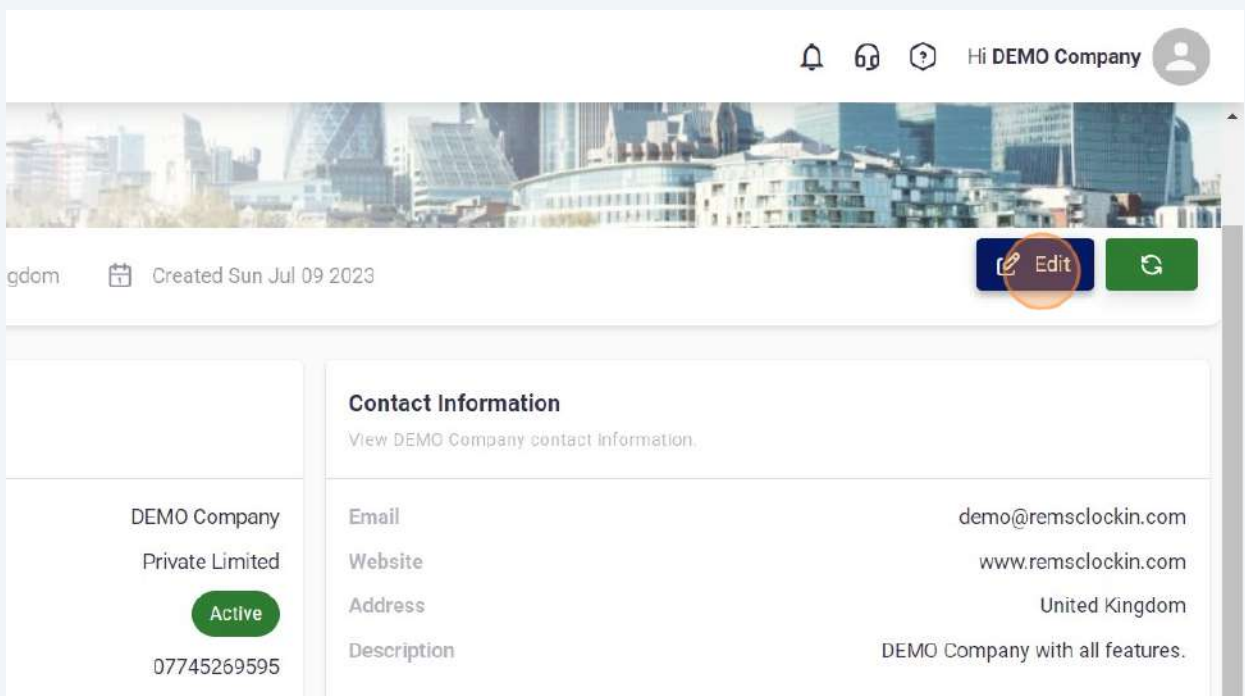 Hi DEMO Company
gdom Created Sun Jul 09 2023 Edit
Contact Information
View DEMO Company contact information.
DEMO Company
Private Limited
Active
07745269595
Email demo@remsclockin.com
Website www.remsclockin.com
Address United Kingdom
Description DEMO Company with all features.